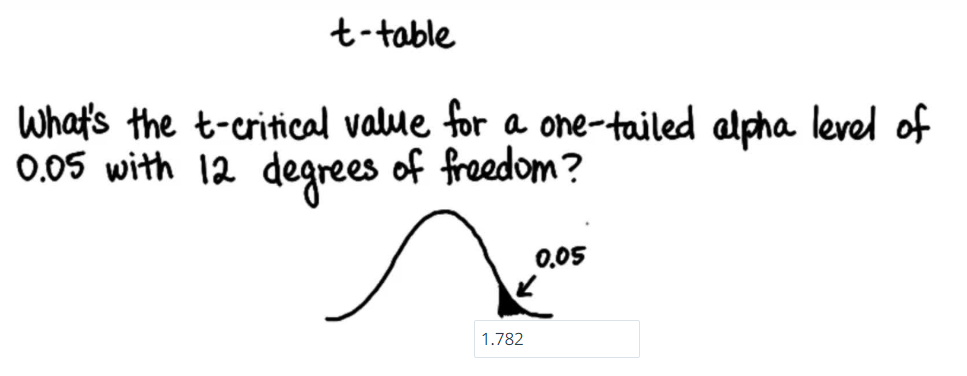 t-table
What's the t-critical value for a one-tailed alpha level of
0.05 with 12 degrees of freedom?
0.05
1.782